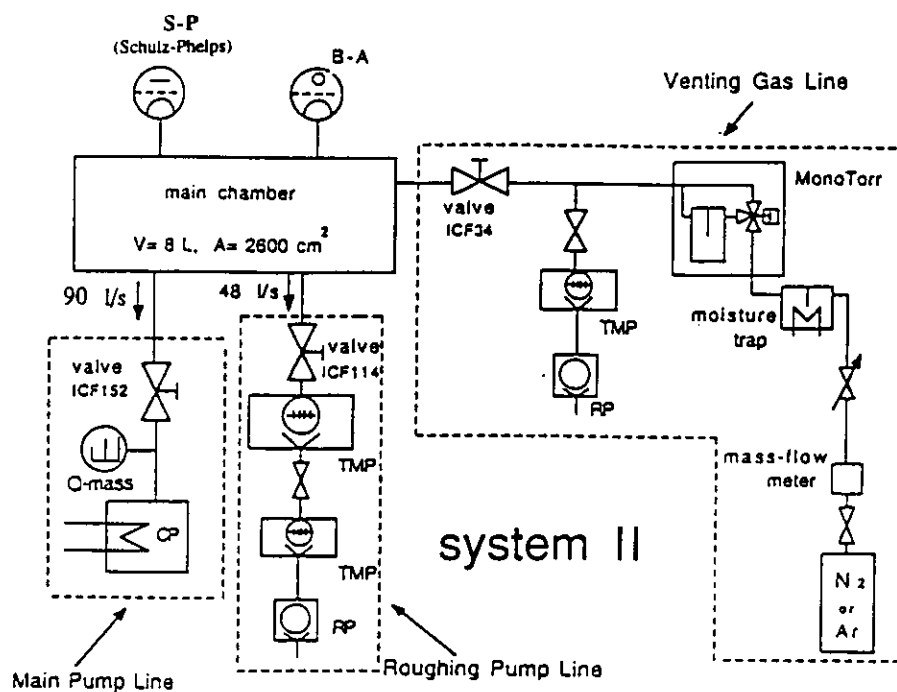 S-P
(Schulz-Phelps)
B-A
Venting Gas Line
main chamber
V= 8 L, A= 2600 cm²
valve
ICF34
MonoTorr
90 l/s
48 l/s
TMP
moisture
trap
valve
ICF152
valve
ICF114
RP
Q-mass
TMP
mass-flow
meter
CP
system II
TMP
N2
or
Ar
RP
Main Pump Line
Roughing Pump Line